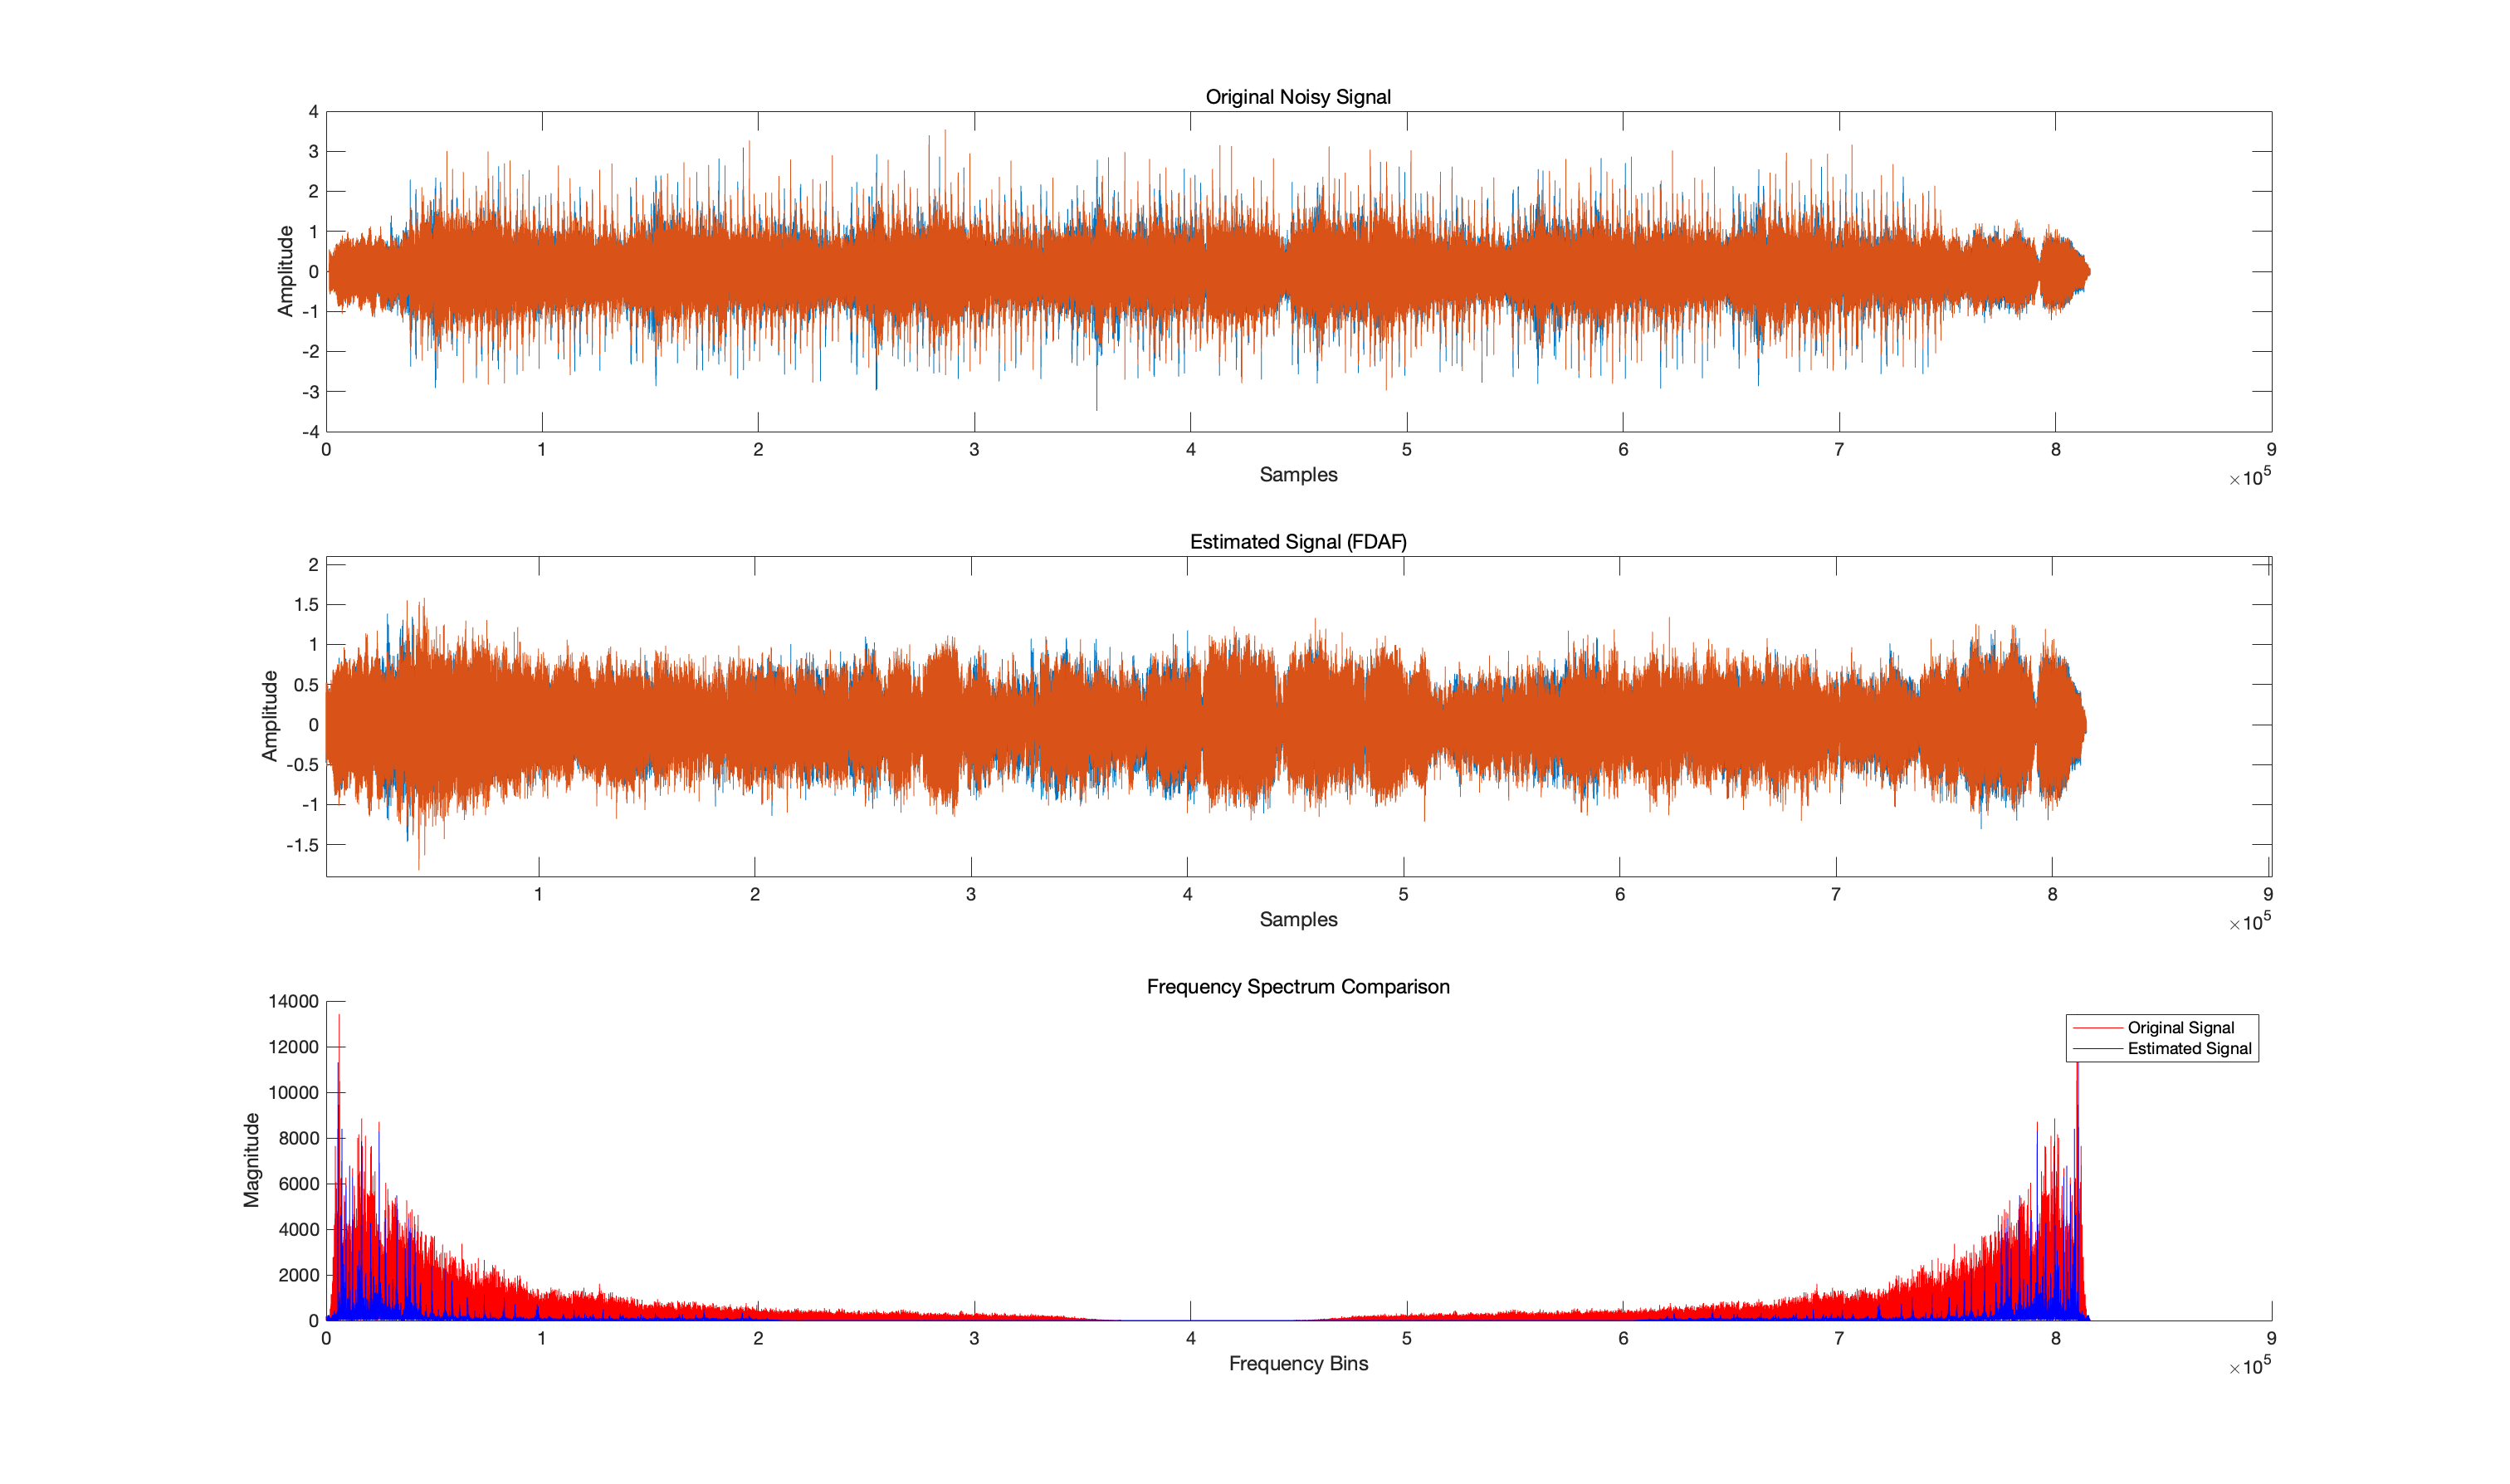 Original Noisy Signal
4
3
2
1
0
-1
-2
-3
-4
Amplitude
0 1 2 3 4 5 6 7 8 9
Samples
×10^5
Estimated Signal (FDAF)
2
1.5
1
0.5
0
-0.5
-1
-1.5
Amplitude
1 2 3 4 5 6 7 8 9
Samples
×10^5
Frequency Spectrum Comparison
14000
12000
10000
8000
6000
4000
2000
0
Magnitude
Original Signal
Estimated Signal
0 1 2 3 4 5 6 7 8 9
Frequency Bins
×10^5